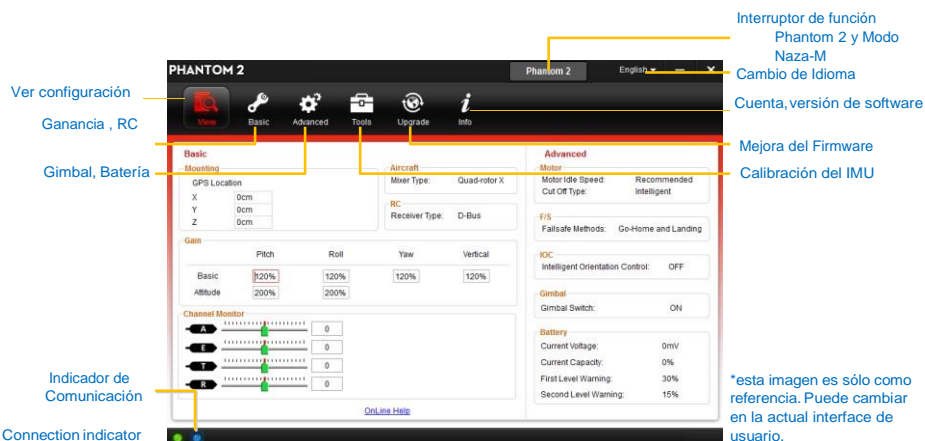 Interruptor de función
Phantom 2 y Modo
Naza-M
PHANTOM 2
Phantom 2
English
Cambio de Idioma
Ver configuración
Cuenta,versión de software
View
Basic
Advanced
Tools
Upgrade
Info
Ganancia , RC
Mejora del Firmware
Gimbal, Batería
Calibración del IMU
Basic
Mounting
GPS Location
X 0cm
Y 0cm
Z 0cm
Aircraft
Mixer Type: Quad-rotor X
RC
Receiver Type: D-Bus
Gain
Pitch Roll Yaw Vertical
Basic 120% 120% 120% 120%
Attitude 200% 200%
Channel Monitor
A 0
E 0
T 0
R 0
Advanced
Motor
Motor Idle Speed: Recommended
Cut Off Type: Intelligent
F/S
Failsafe Methods: Go-Home and Landing
IOC
Intelligent Orientation Control: OFF
Gimbal
Gimbal Switch: ON
Battery
Current Voltage: 0mV
Current Capacity: 0%
First Level Warning: 30%
Second Level Warning: 15%
OnLine Help
Indicador de
Comunicación
Connection indicator
*esta imagen es sólo como
referencia. Puede cambiar
en la actual interface de
usuario.